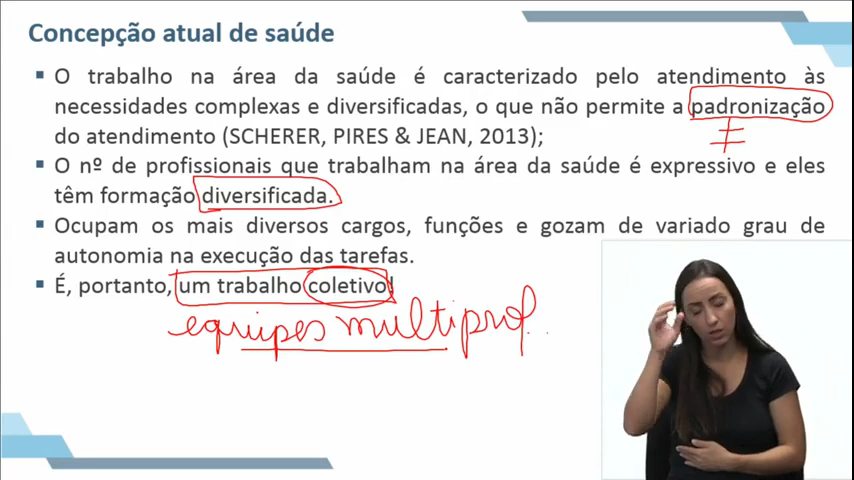 Concepção atual de saúde
▪ O trabalho na área da saúde é caracterizado pelo atendimento às
necessidades complexas e diversificadas, o que não permite a padronização
do atendimento (SCHERER, PIRES & JEAN, 2013);
≠
▪ O nº de profissionais que trabalham na área da saúde é expressivo e eles
têm formação diversificada.
▪ Ocupam os mais diversos cargos, funções e gozam de variado grau de
autonomia na execução das tarefas.
▪ É, portanto, um trabalho coletivo!
equipes multiprof.